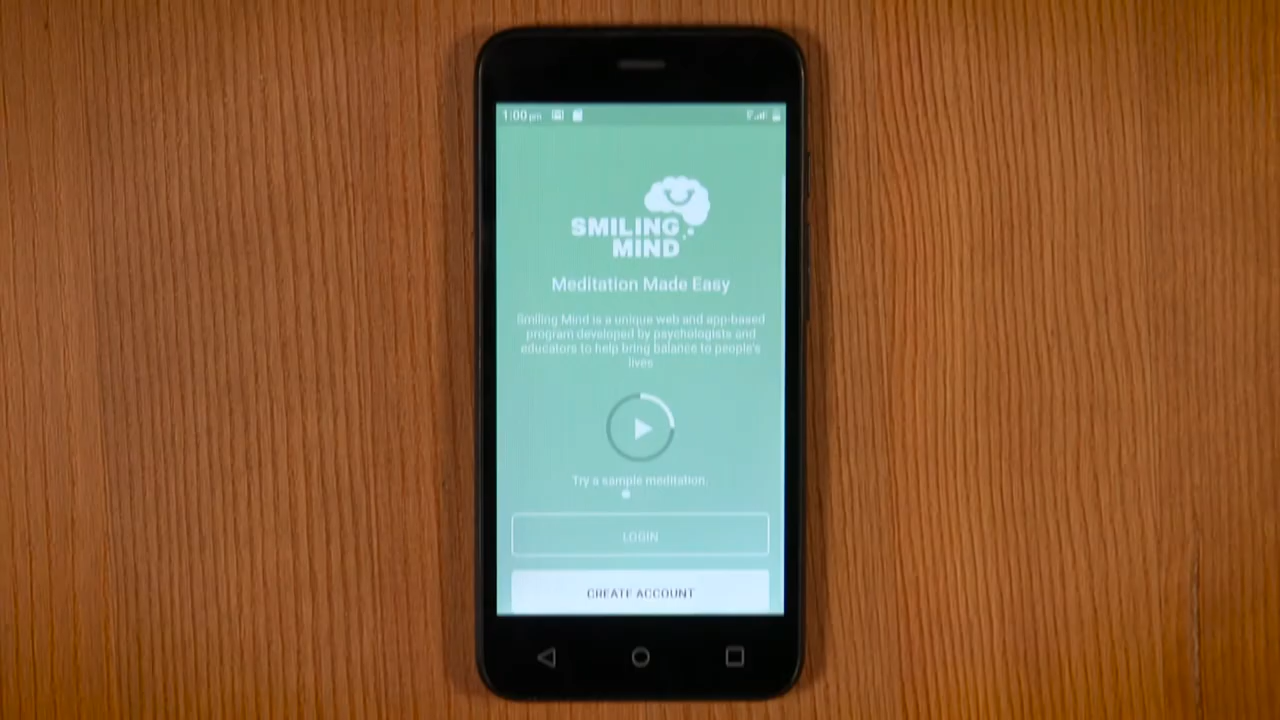 1:00 pm
SMILING
MIND
Meditation Made Easy
Smiling Mind is a unique web and app-based
program developed by psychologists and
educators to help bring balance to people's
lives
Try a sample meditation.
LOGIN
CREATE ACCOUNT